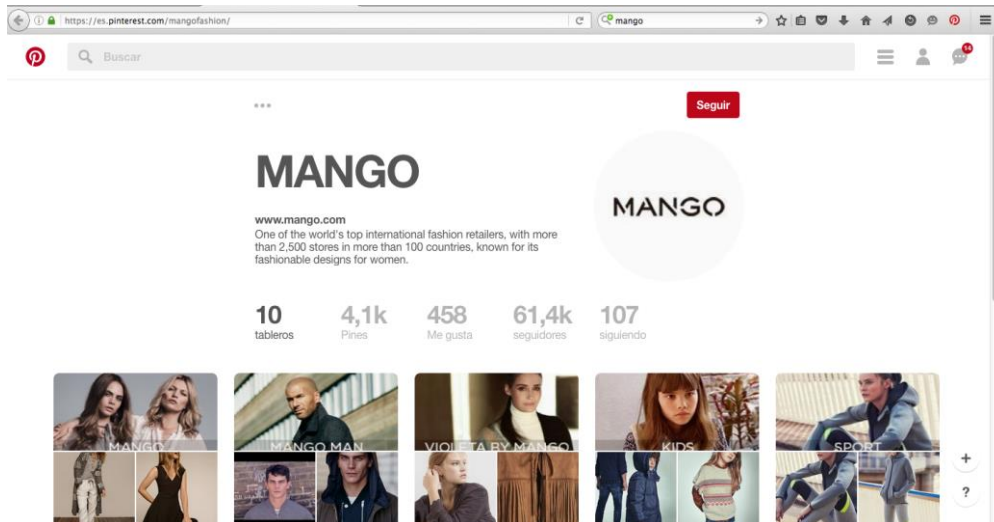 https://es.pinterest.com/mangofashion/
mango
Buscar
14
Seguir
MANGO
MANGO
www.mango.com
One of the world's top international fashion retailers, with more
than 2,500 stores in more than 100 countries, known for its
fashionable designs for women.
10 4,1k 458 61,4k 107
tableros Pines Me gusta seguidores siguiendo
MANGO MANGO MAN VIOLETA BY MANGO KIDS SPORT
+
?